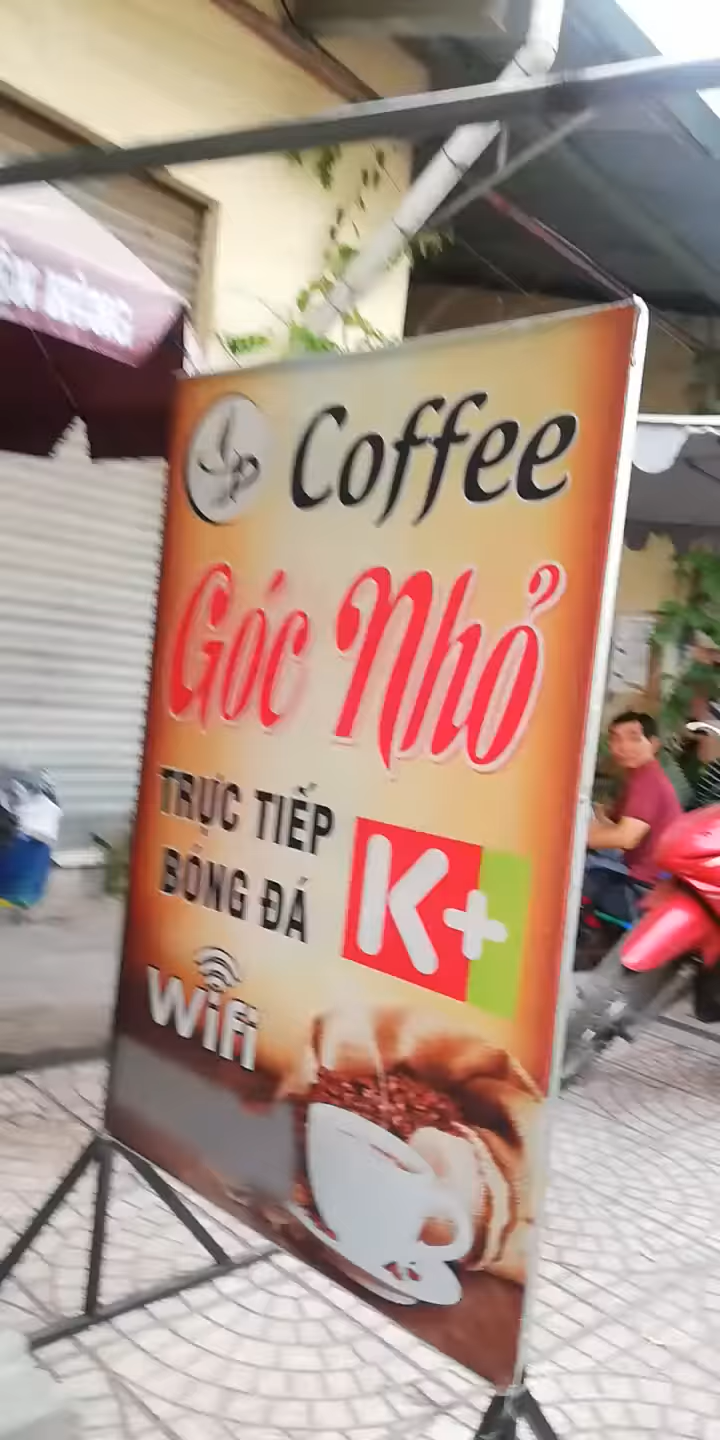 Coffee
Góc Nhỏ
TRỰC TIẾP
BÓNG ĐÁ
K+
Wifi